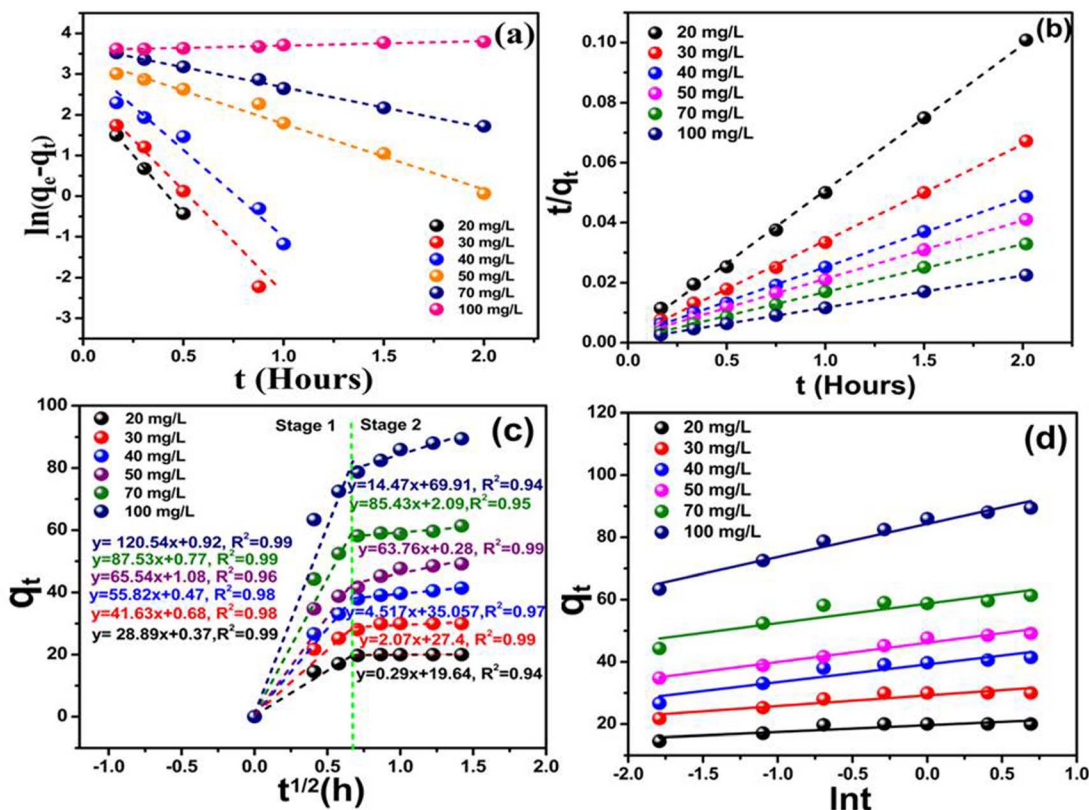 (a)
4
3
2
1
0
-1
-2
-3
ln(qe-qt)
20 mg/L
30 mg/L
40 mg/L
50 mg/L
70 mg/L
100 mg/L
0.0 0.5 1.0 1.5 2.0
t (Hours)
(b)
0.10
0.08
0.06
0.04
0.02
0.00
t/qt
20 mg/L
30 mg/L
40 mg/L
50 mg/L
70 mg/L
100 mg/L
0.0 0.5 1.0 1.5 2.0
t (Hours)
(c)
100
80
60
40
20
0
qt
20 mg/L
30 mg/L
40 mg/L
50 mg/L
70 mg/L
100 mg/L
Stage 1
Stage 2
y= 120.54x+0.92, R²=0.99
y=87.53x+0.77, R²=0.99
y=65.54x+1.08, R²=0.96
y=55.82x+0.47, R²=0.98
y=41.63x+0.68, R²=0.98
y= 28.89x+0.37,R²=0.99
y=14.47x+69.91, R²=0.94
y=85.43x+2.09, R²=0.95
y=63.76x+0.28, R²=0.99
y=4.517x+35.057,R²=0.97
y=2.07x+27.4, R²=0.99
y=0.29x+19.64, R²=0.94
-1.0 -0.5 0.0 0.5 1.0 1.5 2.0
t1/2(h)
(d)
120
100
80
60
40
20
qt
20 mg/L
30 mg/L
40 mg/L
50 mg/L
70 mg/L
100 mg/L
-2.0 -1.5 -1.0 -0.5 0.0 0.5 1.0
lnt